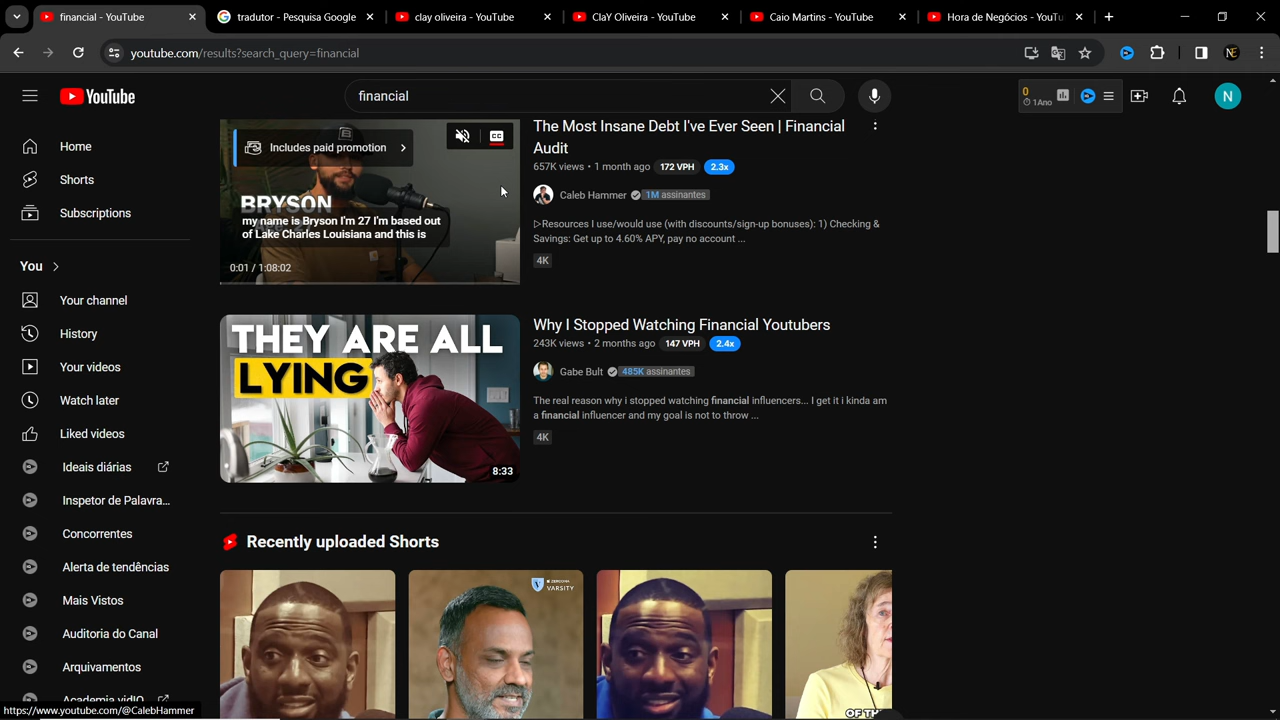 financial - YouTube
tradutor - Pesquisa Google
clay oliveira - YouTube
ClaY Oliveira - YouTube
Caio Martins - YouTube
Hora de Negócios - YouTu
youtube.com/results?search_query=financial
YouTube
financial
0
1Ano
N
Home
Shorts
Subscriptions
You
Your channel
History
Your videos
Watch later
Liked videos
Ideais diárias
Inspetor de Palavra...
Concorrentes
Alerta de tendências
Mais Vistos
Auditoria do Canal
Arquivamentos
Academia vidIQ
https://www.youtube.com/@CalebHammer
Includes paid promotion
CC
BRYSON
my name is Bryson I'm 27 I'm based out
of Lake Charles Louisiana and this is
0:01 / 1:08:02
The Most Insane Debt I've Ever Seen | Financial
Audit
657K views • 1 month ago 172 VPH 2.3x
Caleb Hammer 1M assinantes
▷Resources I use/would use (with discounts/sign-up bonuses): 1) Checking &
Savings: Get up to 4.60% APY, pay no account ...
4K
THEY ARE ALL
LYING
8:33
Why I Stopped Watching Financial Youtubers
243K views • 2 months ago 147 VPH 2.4x
Gabe Bult 485K assinantes
The real reason why i stopped watching financial influencers... I get it i kinda am
a financial influencer and my goal is not to throw ...
4K
Recently uploaded Shorts
ZERODHA
VARSITY
OF TH